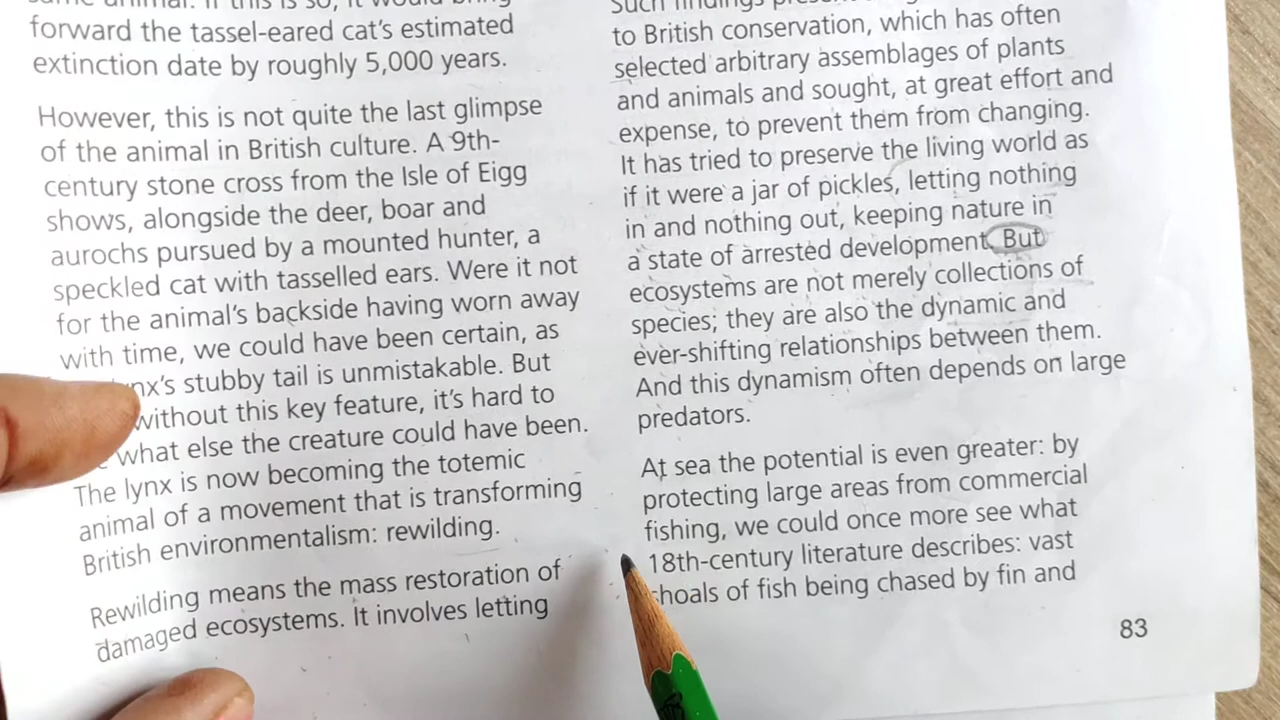 forward the tassel-eared cat's estimated
extinction date by roughly 5,000 years.
However, this is not quite the last glimpse
of the animal in British culture. A 9th-
century stone cross from the Isle of Eigg
shows, alongside the deer, boar and
aurochs pursued by a mounted hunter, a
speckled cat with tasselled ears. Were it not
for the animal's backside having worn away
with time, we could have been certain, as
stubby tail is unmistakable. But
without this key feature, it's hard to
what else the creature could have been.
The lynx is now becoming the totemic
animal of a movement that is transforming
British environmentalism: rewilding.
Rewilding means the mass restoration of
damaged ecosystems. It involves letting
Such findings
to British conservation, which has often
selected arbitrary assemblages of plants
and animals and sought, at great effort and
expense, to prevent them from changing.
It has tried to preserve the living world as
if it were a jar of pickles, letting nothing
in and nothing out, keeping nature in
a state of arrested development. But
ecosystems are not merely collections of
species; they are also the dynamic and
ever-shifting relationships between them.
And this dynamism often depends on large
predators.
At sea the potential is even greater: by
protecting large areas from commercial
fishing, we could once more see what
18th-century literature describes: vast
shoals of fish being chased by fin and
83